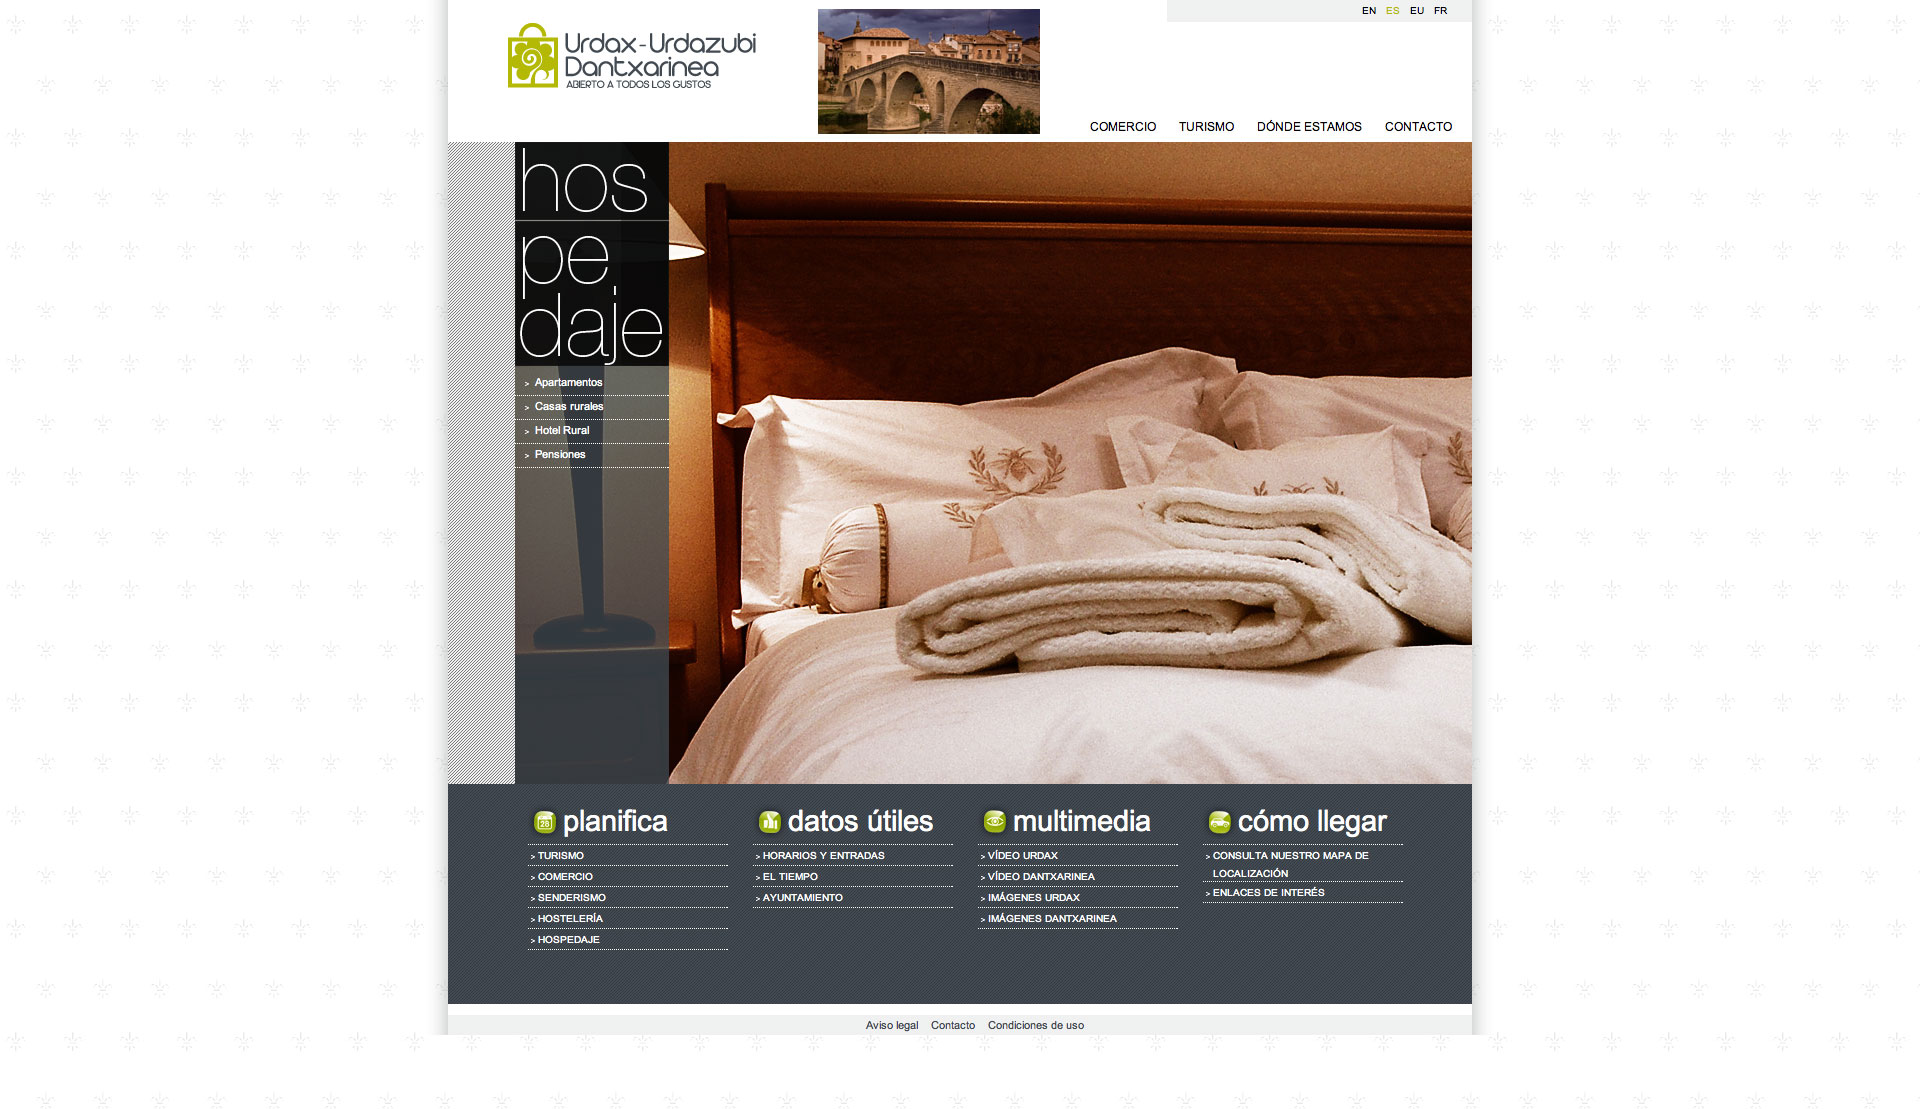 EN ES EU FR
Urdax-Urdazubi
Dantxarinea
ABIERTO A TODOS LOS GUSTOS
COMERCIO TURISMO DÓNDE ESTAMOS CONTACTO
hos
pe
daje
> Apartamentos
> Casas rurales
> Hotel Rural
> Pensiones
28 planifica
> TURISMO
> COMERCIO
> SENDERISMO
> HOSTELERÍA
> HOSPEDAJE
datos útiles
> HORARIOS Y ENTRADAS
> EL TIEMPO
> AYUNTAMIENTO
multimedia
> VÍDEO URDAX
> VÍDEO DANTXARINEA
> IMÁGENES URDAX
> IMÁGENES DANTXARINEA
cómo llegar
> CONSULTA NUESTRO MAPA DE
LOCALIZACIÓN
> ENLACES DE INTERÉS
Aviso legal Contacto Condiciones de uso